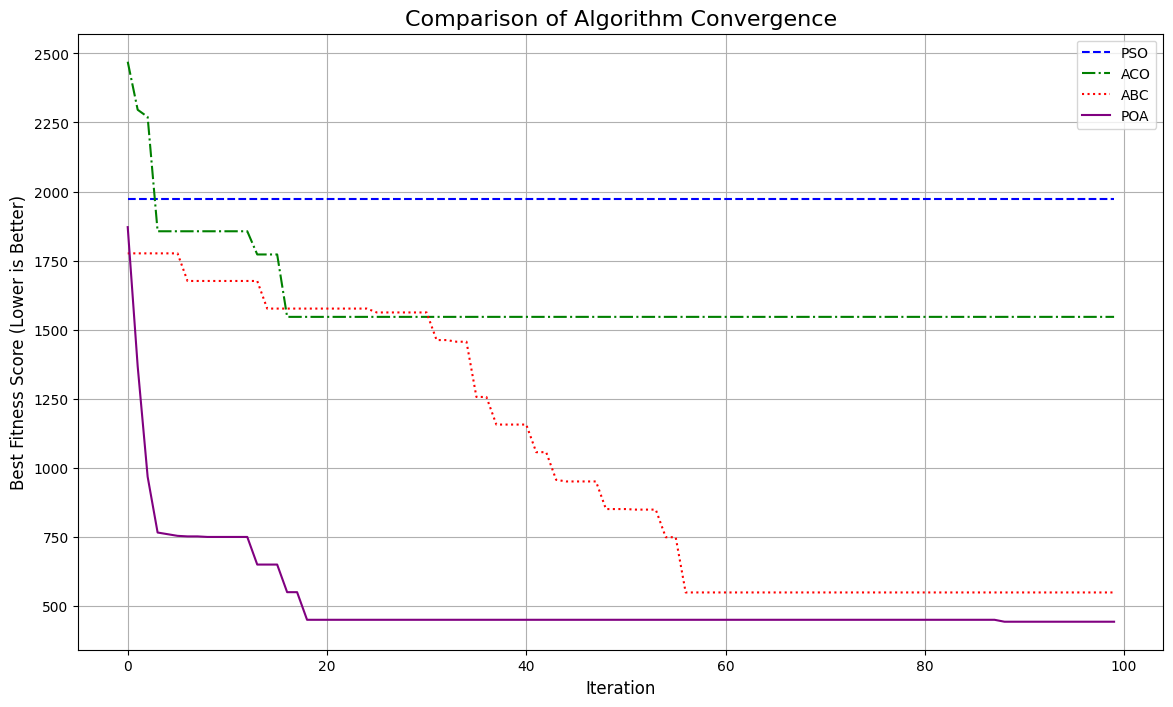 Comparison of Algorithm Convergence
PSO
ACO
ABC
POA
Best Fitness Score (Lower is Better)
2500
2250
2000
1750
1500
1250
1000
750
500
0 20 40 60 80 100
Iteration